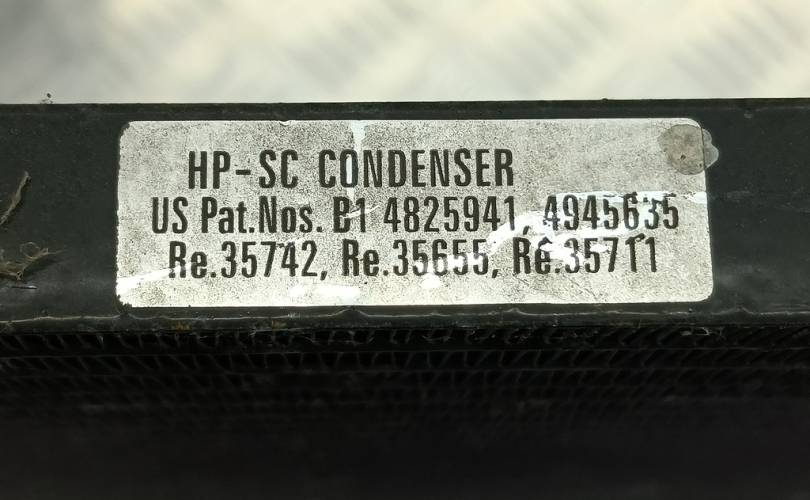 HP-SC CONDENSER
US Pat.Nos. B1 4825941, 4945635
Re.35742, Re.35655, Re.35711